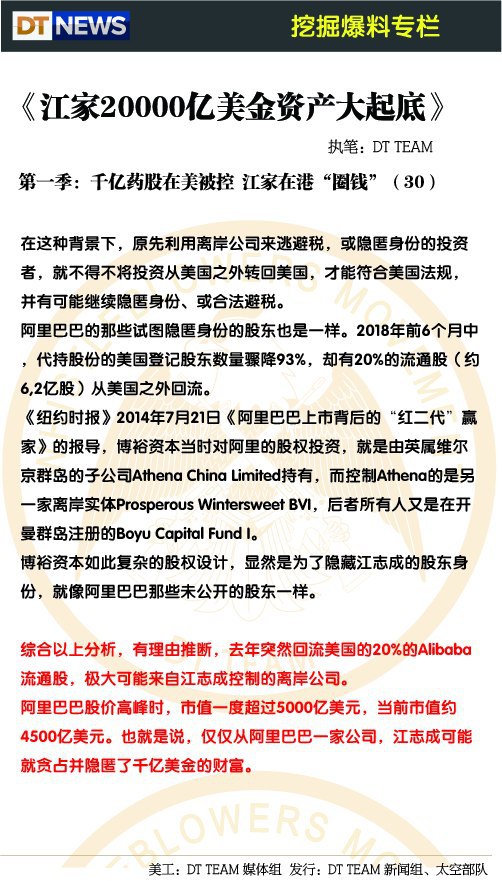 DT NEWS
挖掘爆料专栏
《江家20000亿美金资产大起底》
执笔：DT TEAM
第一季：千亿药股在美被控 江家在港“圈钱”（30）
在这种背景下，原先利用离岸公司来逃避税，或隐匿身份的投资
者，就不得不将投资从美国之外转回美国，才能符合美国法规，
并有可能继续隐匿身份、或合法避税。
阿里巴巴的那些试图隐匿身份的股东也是一样。2018年前6个月中
，代持股份的美国登记股东数量骤降93%，却有20%的流通股（约
6,2亿股）从美国之外回流。
《纽约时报》2014年7月21日《阿里巴巴上市背后的“红二代”赢
家》的报导，博裕资本当时对阿里的股权投资，就是由英属维尔
京群岛的子公司Athena China Limited持有，而控制Athena的是另
一家离岸实体Prosperous Wintersweet BVI，后者所有人又是在开
曼群岛注册的Boyu Capital Fund I。
博裕资本如此复杂的股权设计，显然是为了隐藏江志成的股东身
份，就像阿里巴巴那些未公开的股东一样。
综合以上分析，有理由推断，去年突然回流美国的20%的Alibaba
流通股，极大可能来自江志成控制的离岸公司。
阿里巴巴股价高峰时，市值一度超过5000亿美元，当前市值约
4500亿美元。也就是说，仅仅从阿里巴巴一家公司，江志成可能
就贪占并隐匿了千亿美金的财富。
WHISTLEBLOWERS MOVEMENT
DT TEAM
美工：DT TEAM 媒体组 发行：DT TEAM 新闻组、太空部队